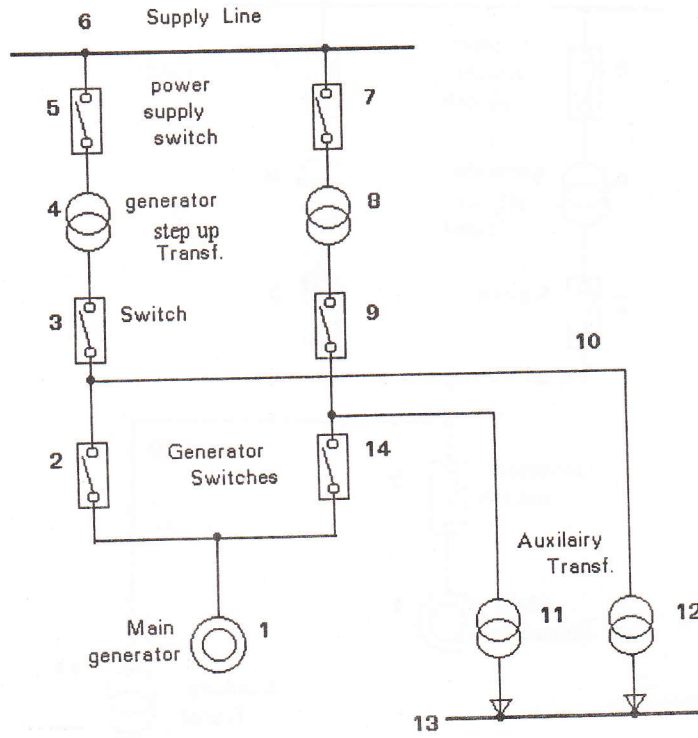 6 Supply Line
5 power 7
supply
switch
4 generator 8
step up
Transf.
3 Switch 9
10
2 Generator 14
Switches
Auxilairy
Transf.
11 12
Main 1
generator
13